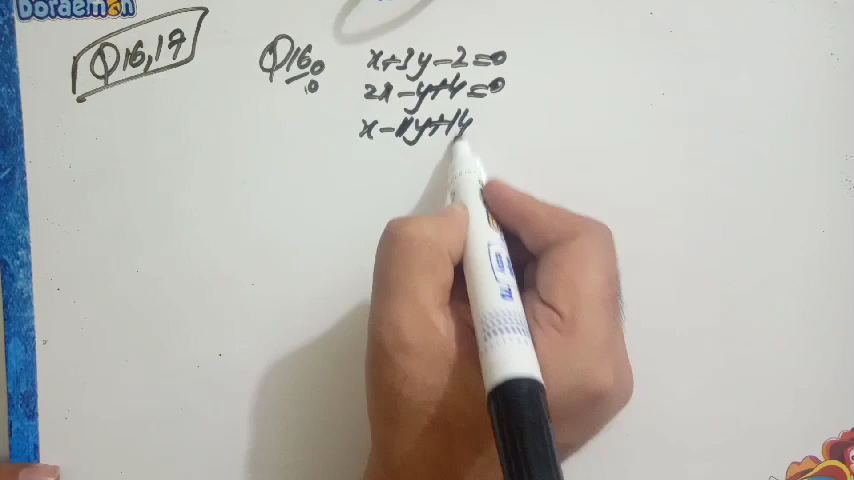 Doraemon
Q16,17
Q16. x+3y-2=0
2x-y+4=0
x-11y+14